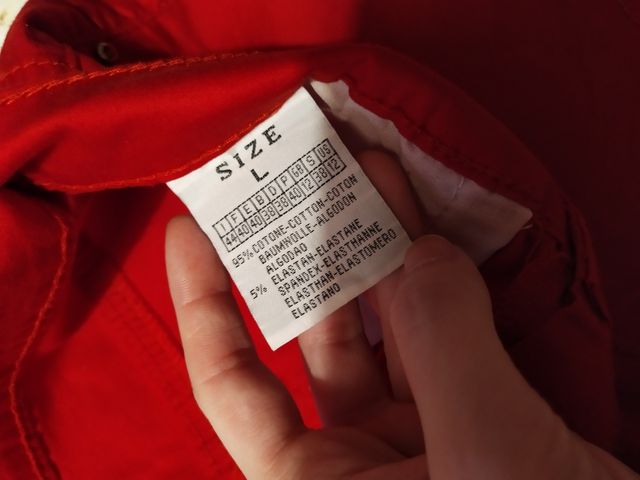 SIZE
L
I F E B D P GB S US
44 40 40 38 38 40 12 38 12
95% COTONE-COTTON-COTON
BAUMWOLLE-ALGODON
ALGODAO
5% ELASTAN-ELASTANE
SPANDEX-ELASTHANNE
ELASTHAN-ELASTOMERO
ELASTANO